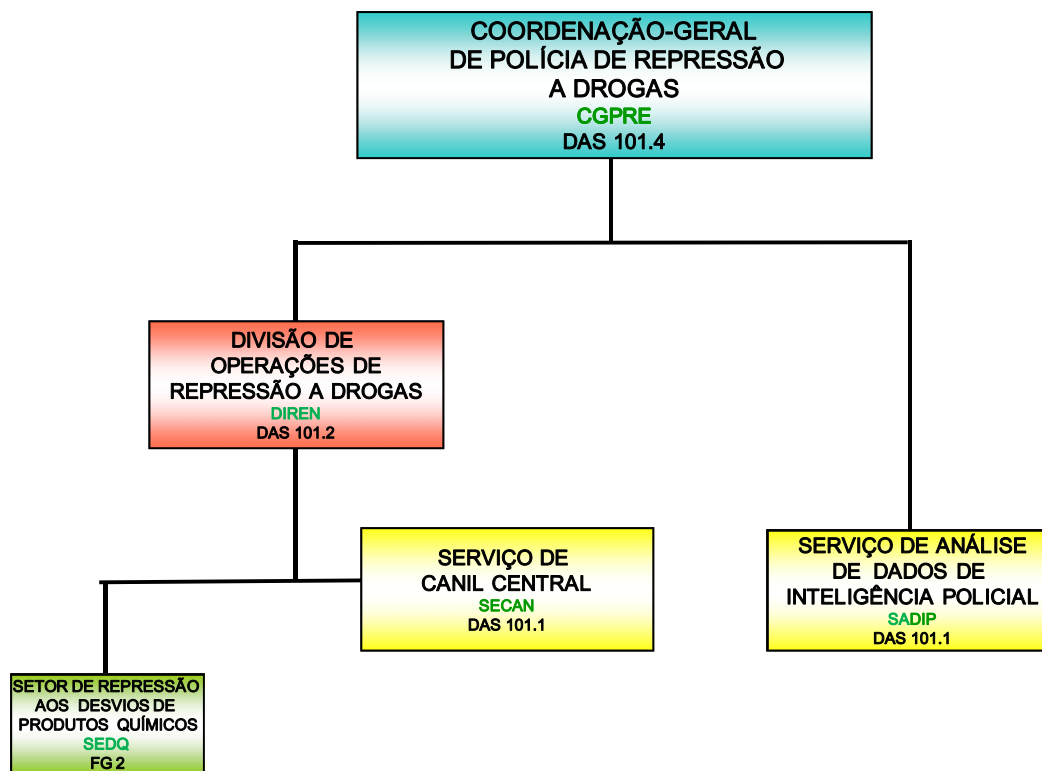 COORDENAÇÃO-GERAL
DE POLÍCIA DE REPRESSÃO
A DROGAS
CGPRE
DAS 101.4
DIVISÃO DE
OPERAÇÕES DE
REPRESSÃO A DROGAS
DIREN
DAS 101.2
SERVIÇO DE
CANIL CENTRAL
SECAN
DAS 101.1
SERVIÇO DE ANÁLISE
DE DADOS DE
INTELIGÊNCIA POLICIAL
SADIP
DAS 101.1
SETOR DE REPRESSÃO
AOS DESVIOS DE
PRODUTOS QUÍMICOS
SEDQ
FG 2